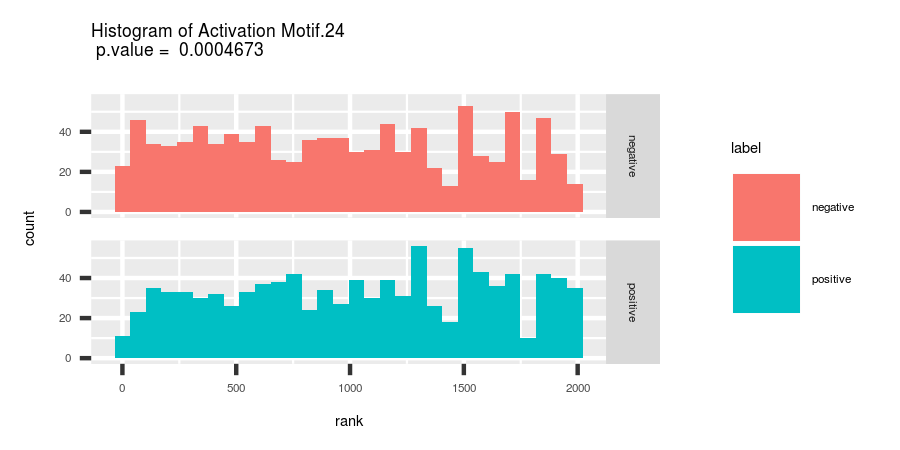 Histogram of Activation Motif.24
p.value = 0.0004673
count
40
20
0
negative
40
20
0
positive
0
500
1000
1500
2000
rank
label
negative
positive